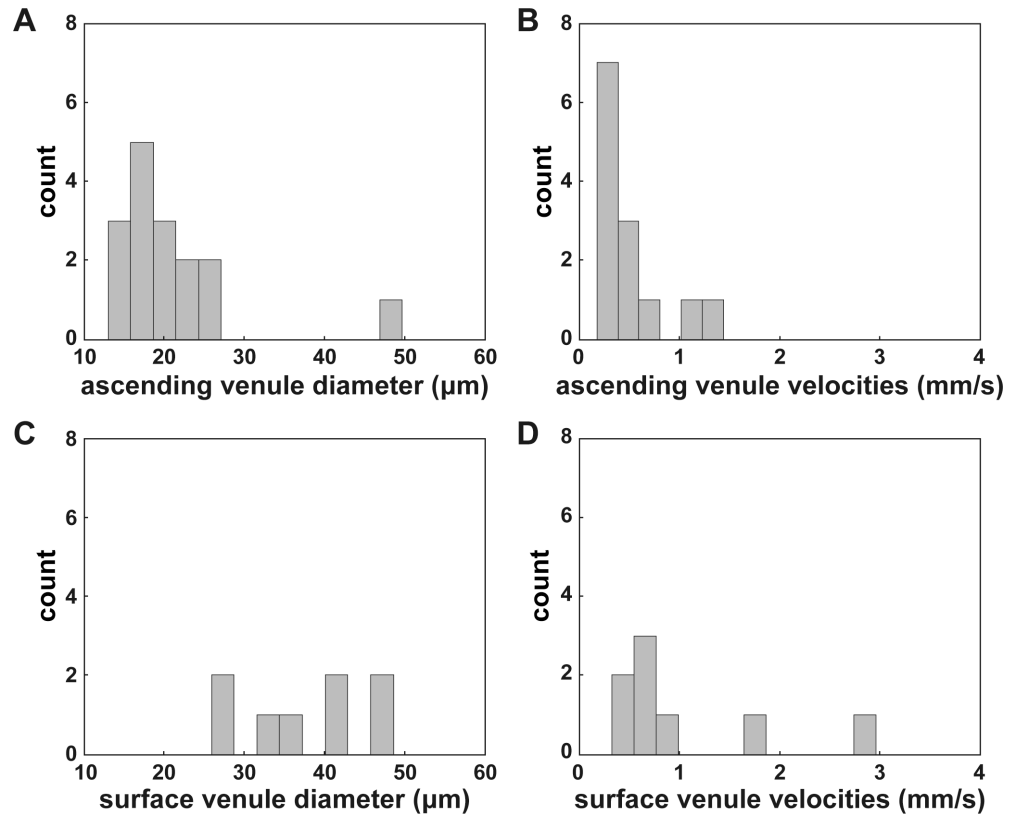 A
8
6
4
2
0
count
10 20 30 40 50 60
ascending venule diameter (µm)
B
8
6
4
2
0
count
0 1 2 3 4
ascending venule velocities (mm/s)
C
8
6
4
2
0
count
10 20 30 40 50 60
surface venule diameter (µm)
D
8
6
4
2
0
count
0 1 2 3 4
surface venule velocities (mm/s)